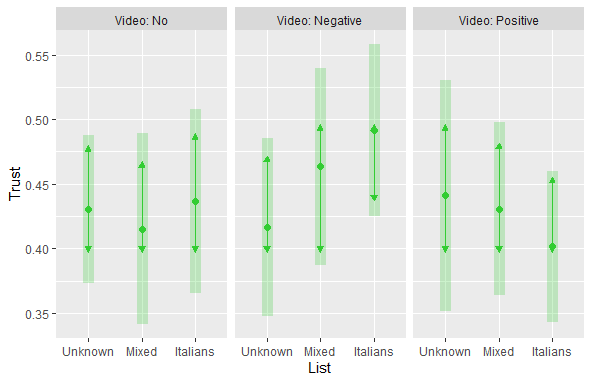 Video: No Video: Negative Video: Positive
0.55
0.50
0.45
0.40
0.35
Trust
Unknown Mixed Italians Unknown Mixed Italians Unknown Mixed Italians
List